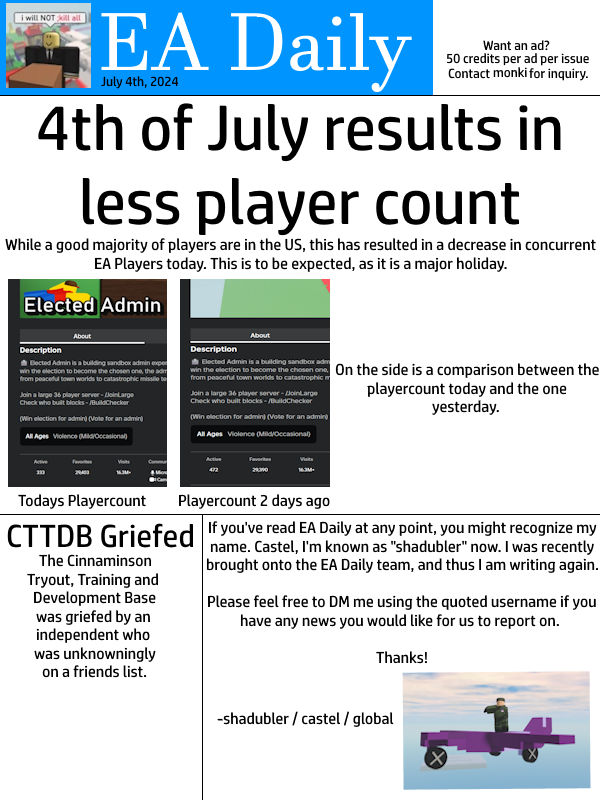 i will NOT ;kill all
EA Daily
July 4th, 2024
Want an ad?
50 credits per ad per issue
Contact monki for inquiry.
4th of July results in
less player count
While a good majority of players are in the US, this has resulted in a decrease in concurrent
EA Players today. This is to be expected, as it is a major holiday.
Elected Admin
About
Description
Elected Admin is a building sandbox admin exper
win the election to become the chosen one, the adm
from peaceful town worlds to catastrophic missile te
Join a large 36 player server - /JoinLarge
Check who built blocks - /BuildChecker
(Win election for admin) (Vote for an admin)
All Ages Violence (Mild/Occasional)
Active Favorites Visits Commun
333 29,403 16.3M+ Micro
Cam
Todays Playercount
About
Description
Elected Admin is a building sandbox adm
win the election to become the chosen one,
from peaceful town worlds to catastrophic m
Join a large 36 player server - /JoinLarge
Check who built blocks - /BuildChecker
(Win election for admin) (Vote for an admin)
All Ages Violence (Mild/Occasional)
Active Favorites Visits
472 29,390 16.3M+
Playercount 2 days ago
On the side is a comparison between the
playercount today and the one
yesterday.
CTTDB Griefed
The Cinnaminson
Tryout, Training and
Development Base
was griefed by an
independent who
was unknowningly
on a friends list.
If you've read EA Daily at any point, you might recognize my
name. Castel, I'm known as "shadubler" now. I was recently
brought onto the EA Daily team, and thus I am writing again.
Please feel free to DM me using the quoted username if you
have any news you would like for us to report on.
Thanks!
-shadubler / castel / global